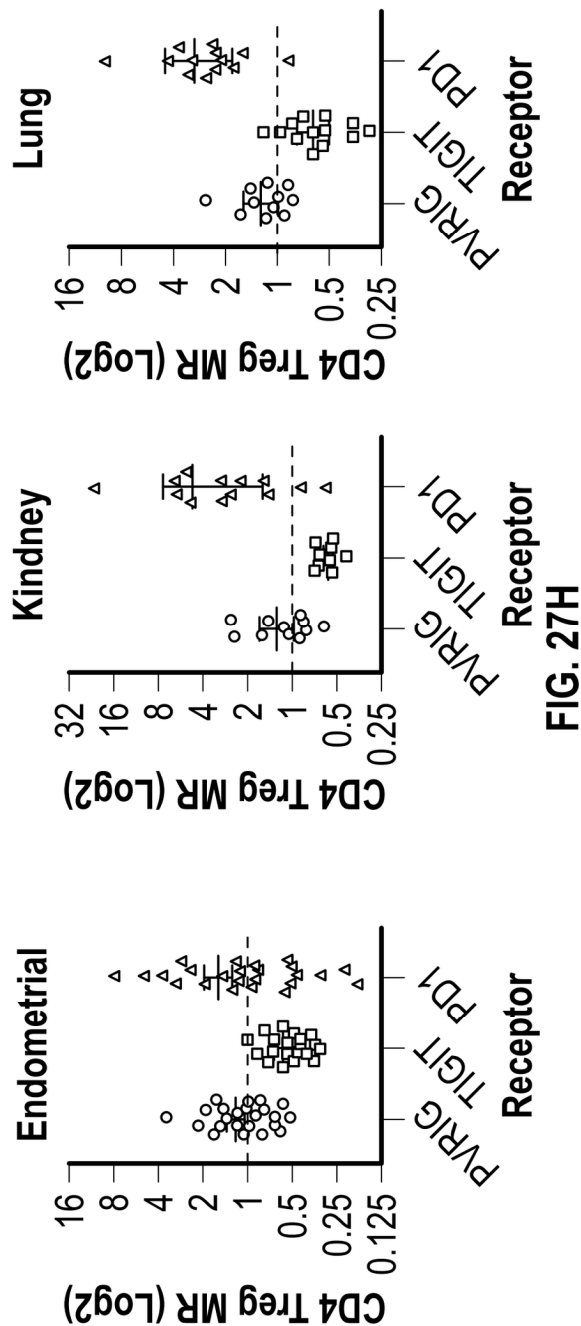 Endometrial
CD4 Treg MR (Log2)
16
8
4
2
1
0.5
0.25
0.125
PVRIG
TIGIT
PD1
Receptor
Kindney
CD4 Treg MR (Log2)
32
16
8
4
2
1
0.5
0.25
PVRIG
TIGIT
PD1
Receptor
Lung
CD4 Treg MR (Log2)
16
8
4
2
1
0.5
0.25
PVRIG
TIGIT
PD1
Receptor
FIG. 27H